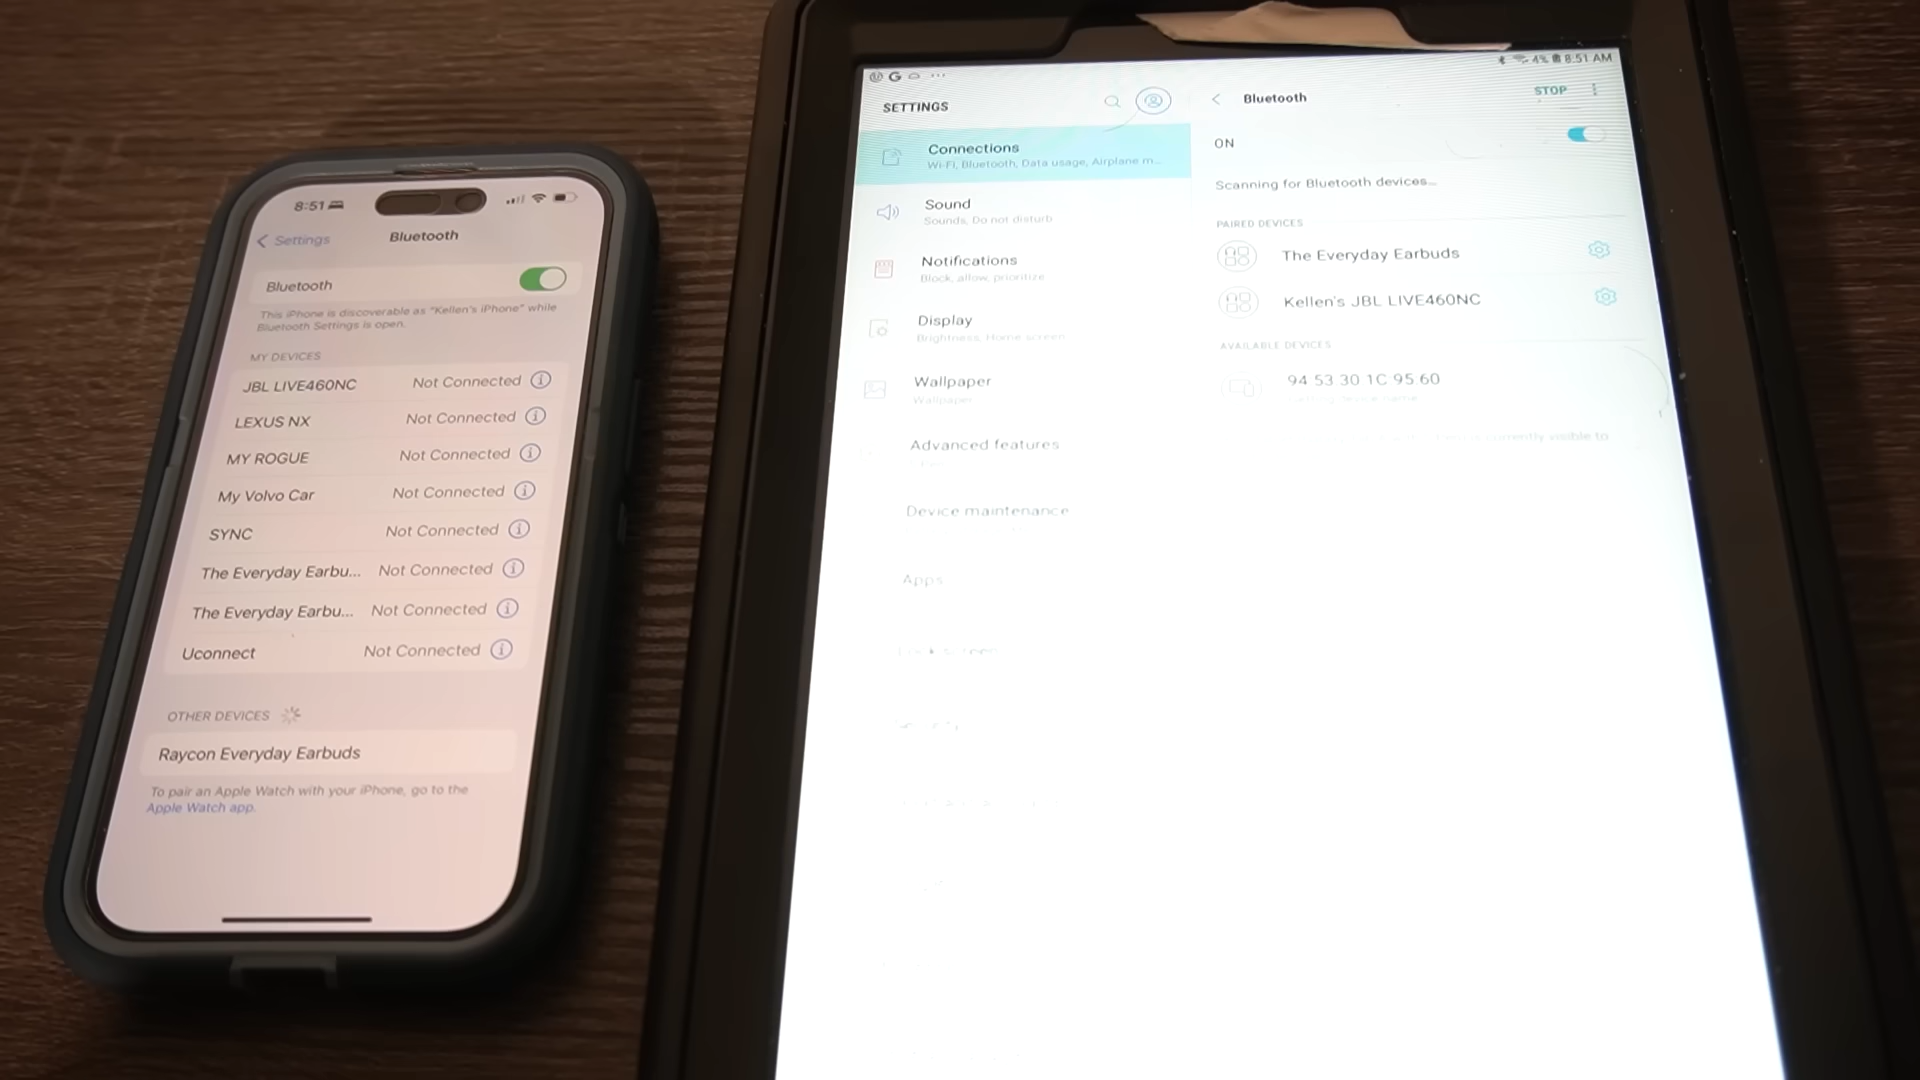 8:51
Settings
Bluetooth
Bluetooth
This iPhone is discoverable as "Kellen's iPhone" while
Bluetooth Settings is open.
MY DEVICES
JBL LIVE460NC Not Connected
LEXUS NX Not Connected
MY ROGUE Not Connected
My Volvo Car Not Connected
SYNC Not Connected
The Everyday Earbu... Not Connected
The Everyday Earbu... Not Connected
Uconnect Not Connected
OTHER DEVICES
Raycon Everyday Earbuds
To pair an Apple Watch with your iPhone, go to the
Apple Watch app.
G ... 4% 8:51 AM
SETTINGS
Connections
Wi-Fi, Bluetooth, Data usage, Airplane m...
Sound
Sounds, Do not disturb
Notifications
Block, allow, prioritize
Display
Brightness, Home screen
Wallpaper
Wallpaper
Advanced features
Device maintenance
Apps
Bluetooth STOP
ON
Scanning for Bluetooth devices...
PAIRED DEVICES
The Everyday Earbuds
Kellen's JBL LIVE460NC
AVAILABLE DEVICES
94 53 30 1C 95 60
currently visible to